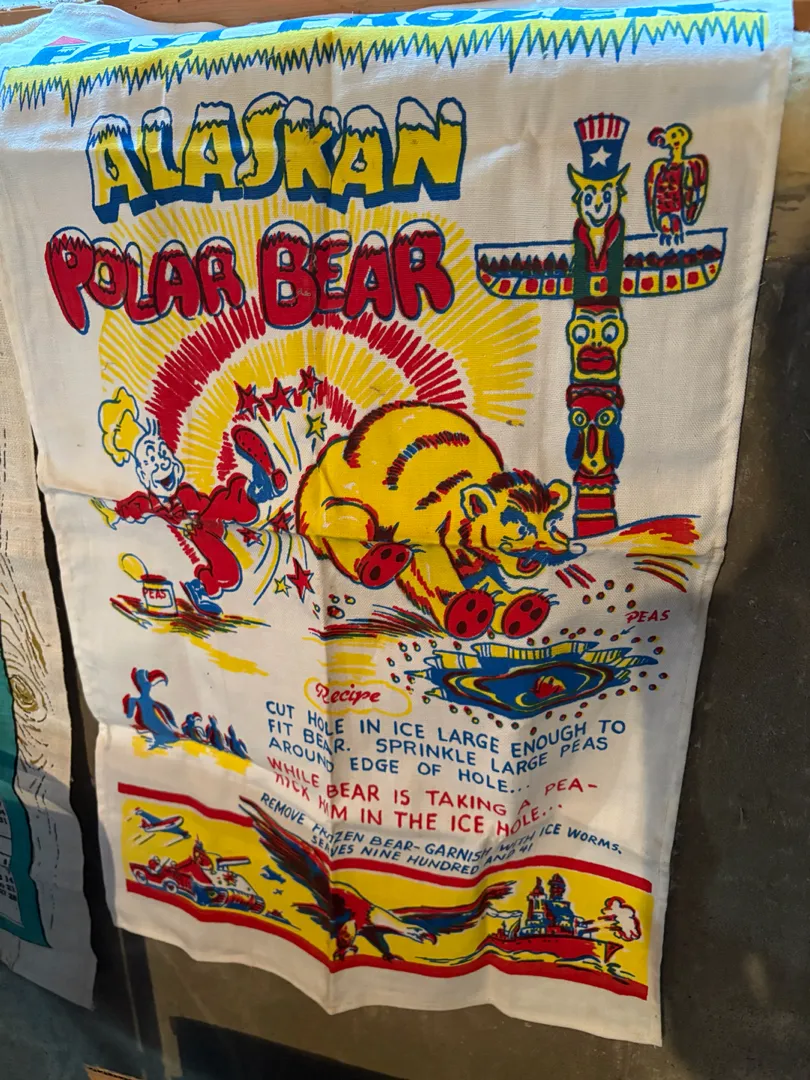 FAST FROZEN
ALASKAN
POLAR BEAR
PEAS
PEAS
Recipe
CUT HOLE IN ICE LARGE ENOUGH TO
FIT BEAR. SPRINKLE LARGE PEAS
AROUND EDGE OF HOLE...
WHILE BEAR IS TAKING A PEA-
KICK HIM IN THE ICE HOLE...
REMOVE FROZEN BEAR-GARNISH WITH ICE WORMS.
SERVES NINE HUNDRED AND 41